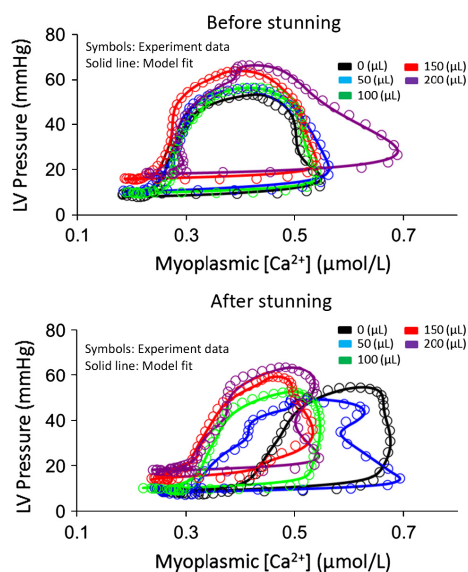 Before stunning
Symbols: Experiment data
Solid line: Model fit
0 (µL)
50 (µL)
100 (µL)
150 (µL)
200 (µL)
LV Pressure (mmHg)
80
60
40
20
0
0.1 0.3 0.5 0.7
Myoplasmic [Ca²⁺] (µmol/L)
After stunning
Symbols: Experiment data
Solid line: Model fit
0 (µL)
50 (µL)
100 (µL)
150 (µL)
200 (µL)
LV Pressure (mmHg)
80
60
40
20
0
0.1 0.3 0.5 0.7
Myoplasmic [Ca²⁺] (µmol/L)